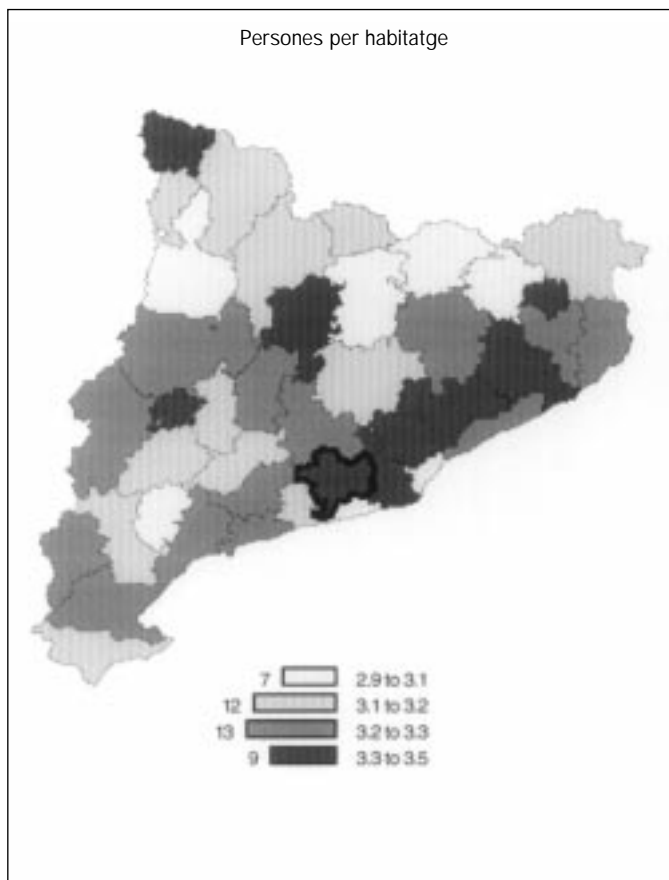 Persones per habitatge
7 2.9 to 3.1
12 3.1 to 3.2
13 3.2 to 3.3
9 3.3 to 3.5